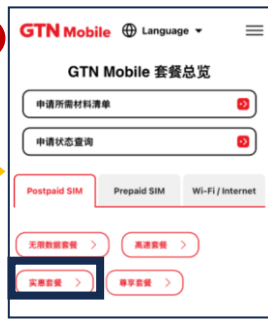 GTN Mobile Language
GTN Mobile 套餐总览
申请所需材料清单
申请状态查询
Postpaid SIM Prepaid SIM Wi-Fi / Internet
无限数据套餐 高速套餐
实惠套餐 尊享套餐